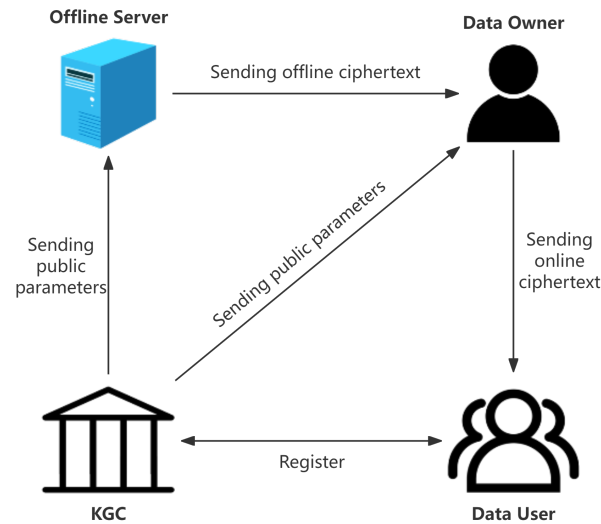 Offline Server
Data Owner
Sending offline ciphertext
Sending
public
parameters
Sending public parameters
Sending
online
ciphertext
Register
KGC
Data User